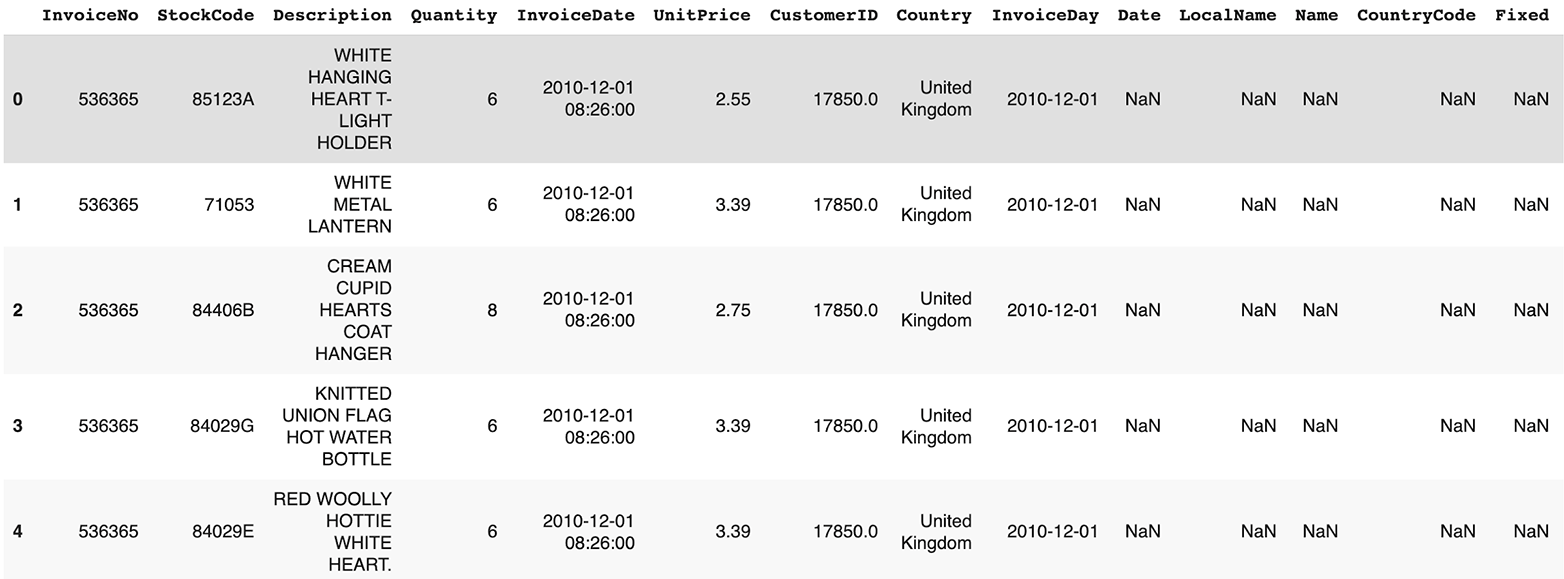 InvoiceNo StockCode Description Quantity InvoiceDate UnitPrice CustomerID Country InvoiceDay Date LocalName Name CountryCode Fixed
WHITE
HANGING
0 536365 85123A HEART T- 6 2010-12-01 08:26:00 2.55 17850.0 United Kingdom 2010-12-01 NaN NaN NaN NaN NaN
LIGHT
HOLDER
WHITE
1 536365 71053 METAL 6 2010-12-01 08:26:00 3.39 17850.0 United Kingdom 2010-12-01 NaN NaN NaN NaN NaN
LANTERN
CREAM
CUPID
2 536365 84406B HEARTS 8 2010-12-01 08:26:00 2.75 17850.0 United Kingdom 2010-12-01 NaN NaN NaN NaN NaN
COAT
HANGER
KNITTED
UNION FLAG
3 536365 84029G HOT WATER 6 2010-12-01 08:26:00 3.39 17850.0 United Kingdom 2010-12-01 NaN NaN NaN NaN NaN
BOTTLE
RED WOOLLY
HOTTIE
4 536365 84029E WHITE 6 2010-12-01 08:26:00 3.39 17850.0 United Kingdom 2010-12-01 NaN NaN NaN NaN NaN
HEART.